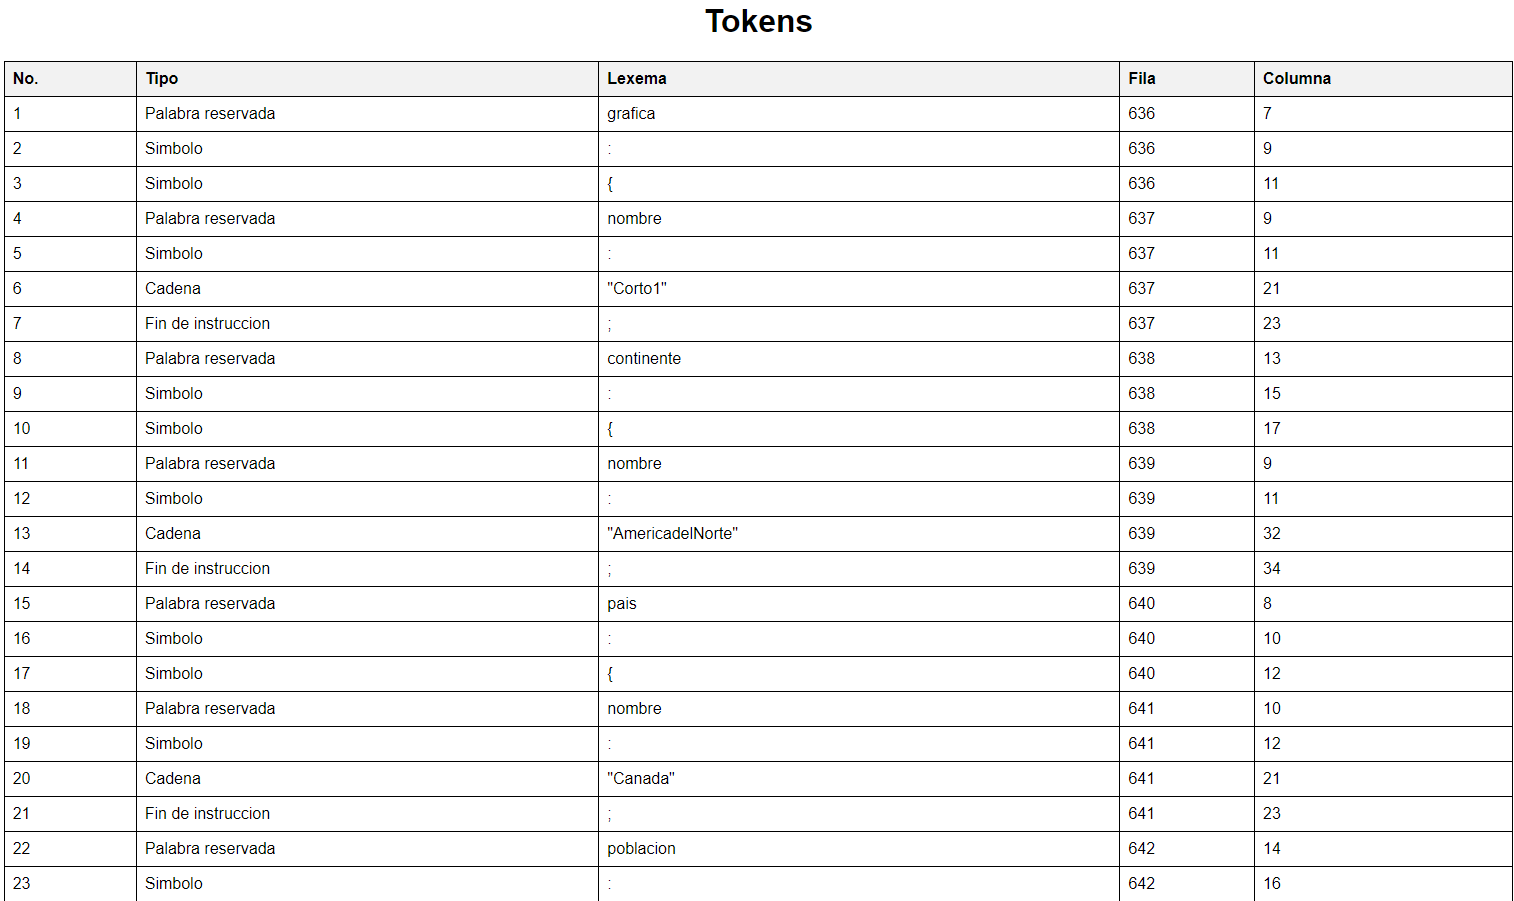 Tokens
No. Tipo Lexema Fila Columna
1 Palabra reservada grafica 636 7
2 Simbolo : 636 9
3 Simbolo { 636 11
4 Palabra reservada nombre 637 9
5 Simbolo : 637 11
6 Cadena "Corto1" 637 21
7 Fin de instruccion ; 637 23
8 Palabra reservada continente 638 13
9 Simbolo : 638 15
10 Simbolo { 638 17
11 Palabra reservada nombre 639 9
12 Simbolo : 639 11
13 Cadena "AmericadelNorte" 639 32
14 Fin de instruccion ; 639 34
15 Palabra reservada pais 640 8
16 Simbolo : 640 10
17 Simbolo { 640 12
18 Palabra reservada nombre 641 10
19 Simbolo : 641 12
20 Cadena "Canada" 641 21
21 Fin de instruccion ; 641 23
22 Palabra reservada poblacion 642 14
23 Simbolo : 642 16